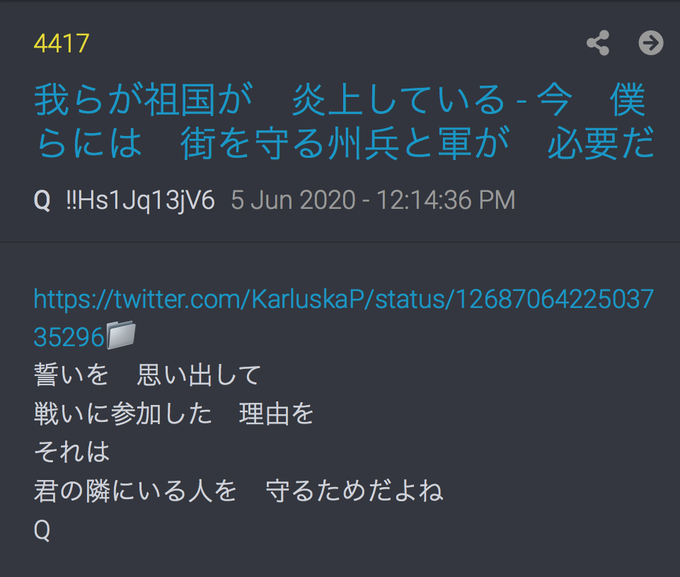 4417
我らが祖国が　炎上している - 今　僕
らには　街を守る州兵と軍が　必要だ
Q !!Hs1Jq13jV6 5 Jun 2020 - 12:14:36 PM
https://twitter.com/KarluskaP/status/12687064225037
35296
誓いを　思い出して
戦いに参加した　理由を
それは
君の隣にいる人を　守るためだよね
Q